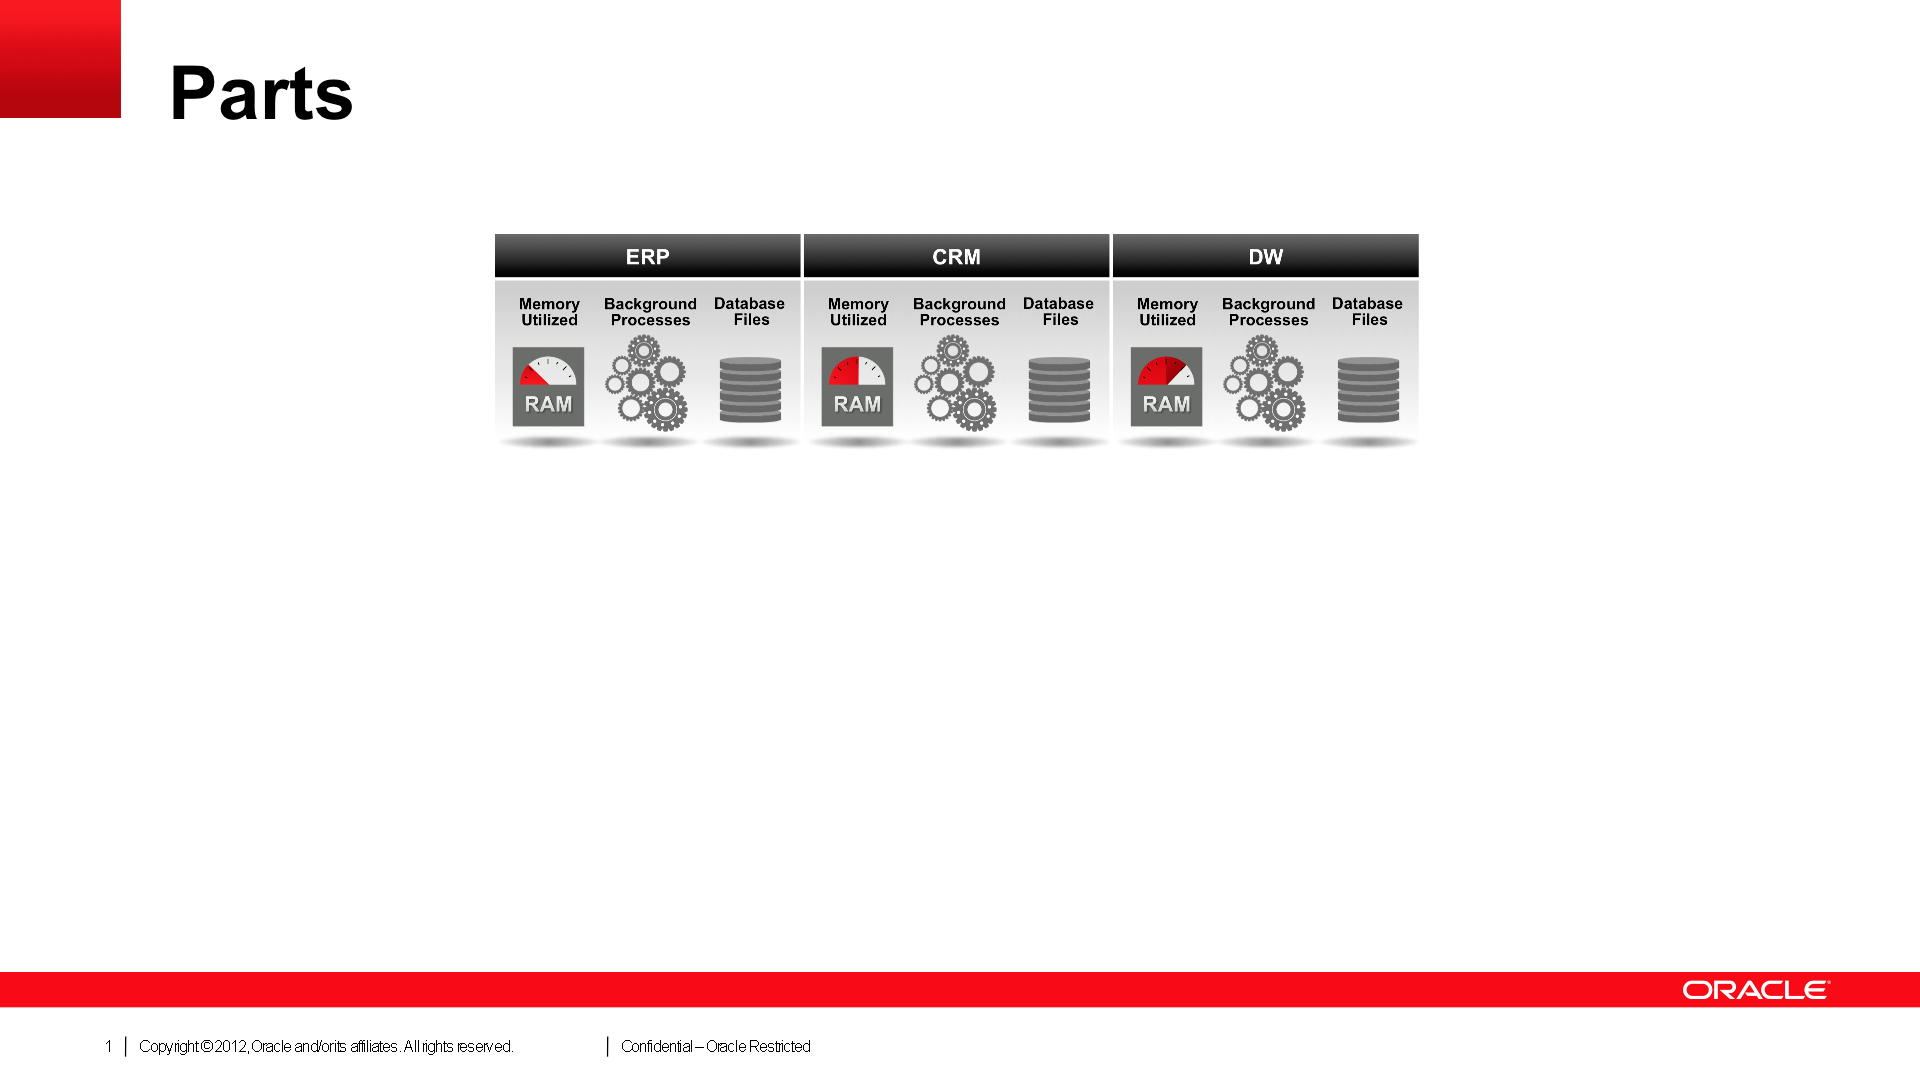 Parts
ERP
CRM
DW
Memory Utilized
Background Processes
Database Files
Memory Utilized
Background Processes
Database Files
Memory Utilized
Background Processes
Database Files
RAM
RAM
RAM
ORACLE
1
Copyright © 2012, Oracle and/or its affiliates. All rights reserved.
Confidential – Oracle Restricted